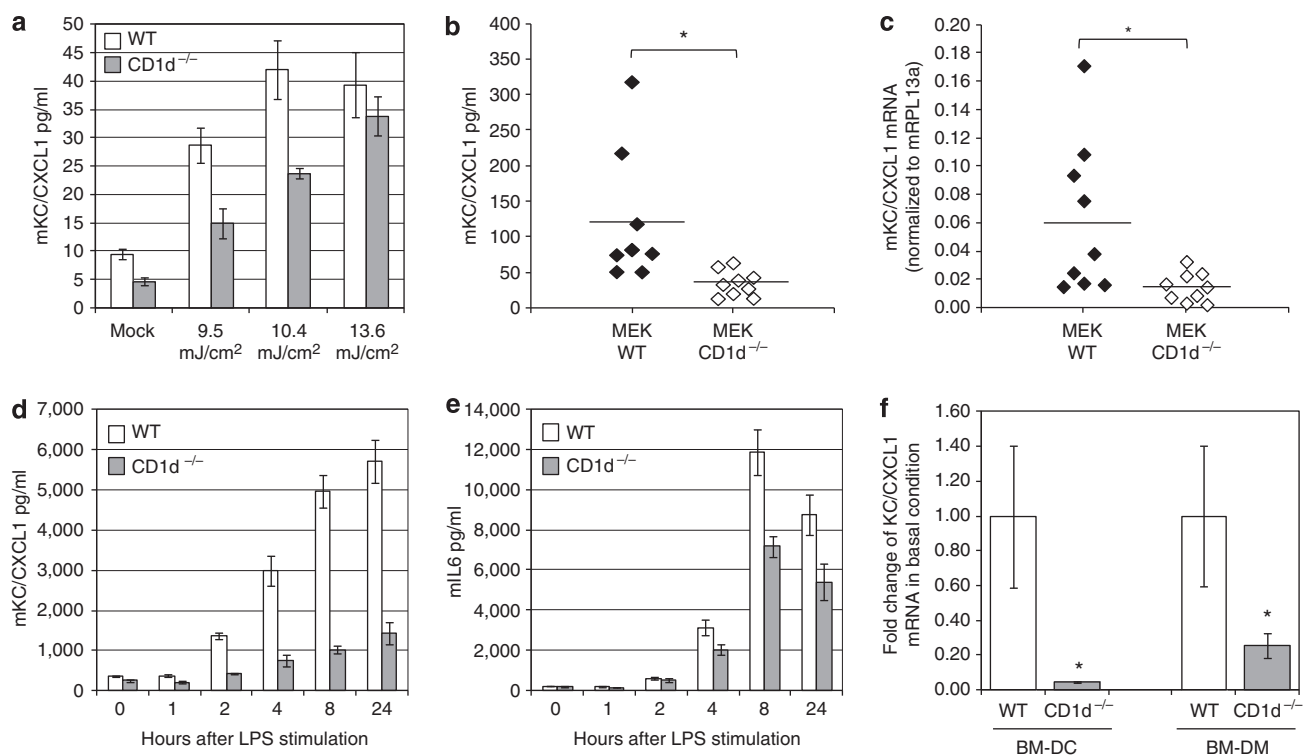 a
mKC/CXCL1 pg/ml
50
45
40
35
30
25
20
15
10
5
0
WT
CD1d−/−
Mock
9.5
mJ/cm²
10.4
mJ/cm²
13.6
mJ/cm²
b
mKC/CXCL1 pg/ml
400
350
300
250
200
150
100
50
0
*
MEK
WT
MEK
CD1d−/−
c
mKC/CXCL1 mRNA
(normalized to mRPL13a)
0.20
0.18
0.16
0.14
0.12
0.10
0.08
0.06
0.04
0.02
0.00
*
MEK
WT
MEK
CD1d−/−
d
mKC/CXCL1 pg/ml
7,000
6,000
5,000
4,000
3,000
2,000
1,000
0
WT
CD1d−/−
0 1 2 4 8 24
Hours after LPS stimulation
e
mIL6 pg/ml
14,000
12,000
10,000
8,000
6,000
4,000
2,000
0
WT
CD1d−/−
0 1 2 4 8 24
Hours after LPS stimulation
f
Fold change of KC/CXCL1
mRNA in basal condition
1.60
1.40
1.20
1.00
0.80
0.60
0.40
0.20
0.00
*
*
WT CD1d−/− WT CD1d−/−
BM-DC BM-DM